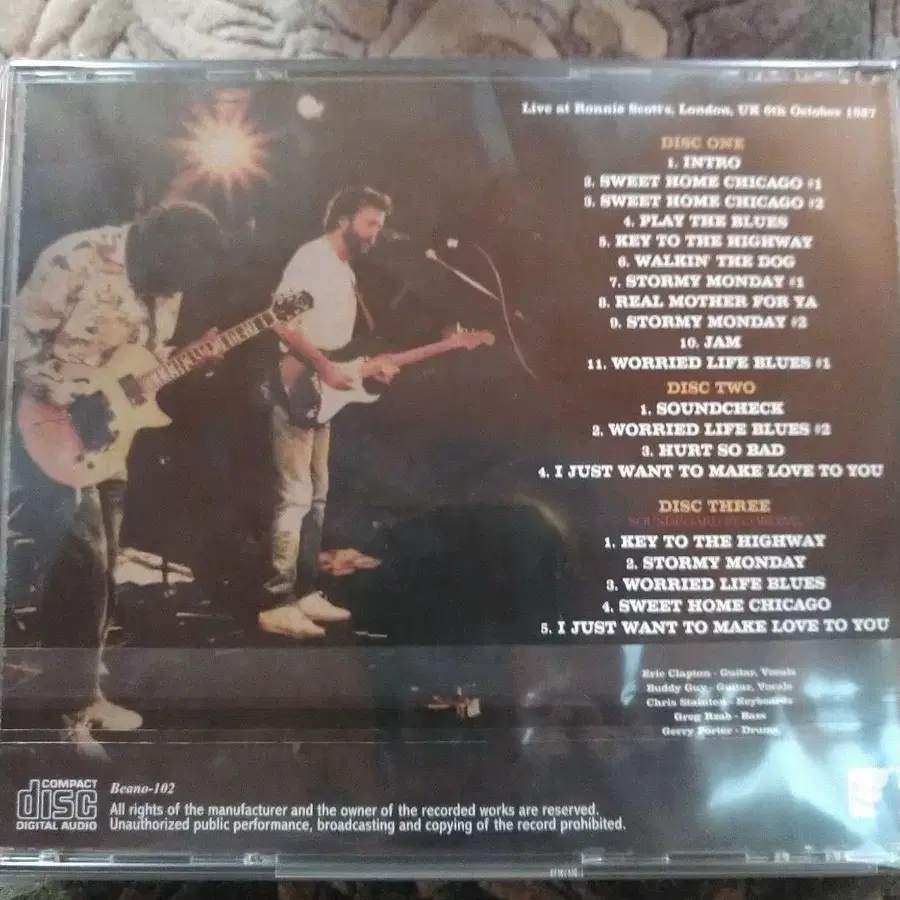 Live at Ronnie Scotts, London, UK 6th October 1987
DISC ONE
1. INTRO
2. SWEET HOME CHICAGO #1
3. SWEET HOME CHICAGO #2
4. PLAY THE BLUES
5. KEY TO THE HIGHWAY
6. WALKIN' THE DOG
7. STORMY MONDAY #1
8. REAL MOTHER FOR YA
9. STORMY MONDAY #2
10. JAM
11. WORRIED LIFE BLUES #1
DISC TWO
1. SOUNDCHECK
2. WORRIED LIFE BLUES #2
3. HURT SO BAD
4. I JUST WANT TO MAKE LOVE TO YOU
DISC THREE
SOUNDBOARD RECORDING
1. KEY TO THE HIGHWAY
2. STORMY MONDAY
3. WORRIED LIFE BLUES
4. SWEET HOME CHICAGO
5. I JUST WANT TO MAKE LOVE TO YOU
Eric Clapton - Guitar, Vocals
Buddy Guy - Guitar, Vocals
Chris Stainton - Keyboards
Greg Rzab - Bass
Gerry Porter - Drums
COMPACT
disc
DIGITAL AUDIO
Beano-102
All rights of the manufacturer and the owner of the recorded works are reserved.
Unauthorized public performance, broadcasting and copying of the record prohibited.